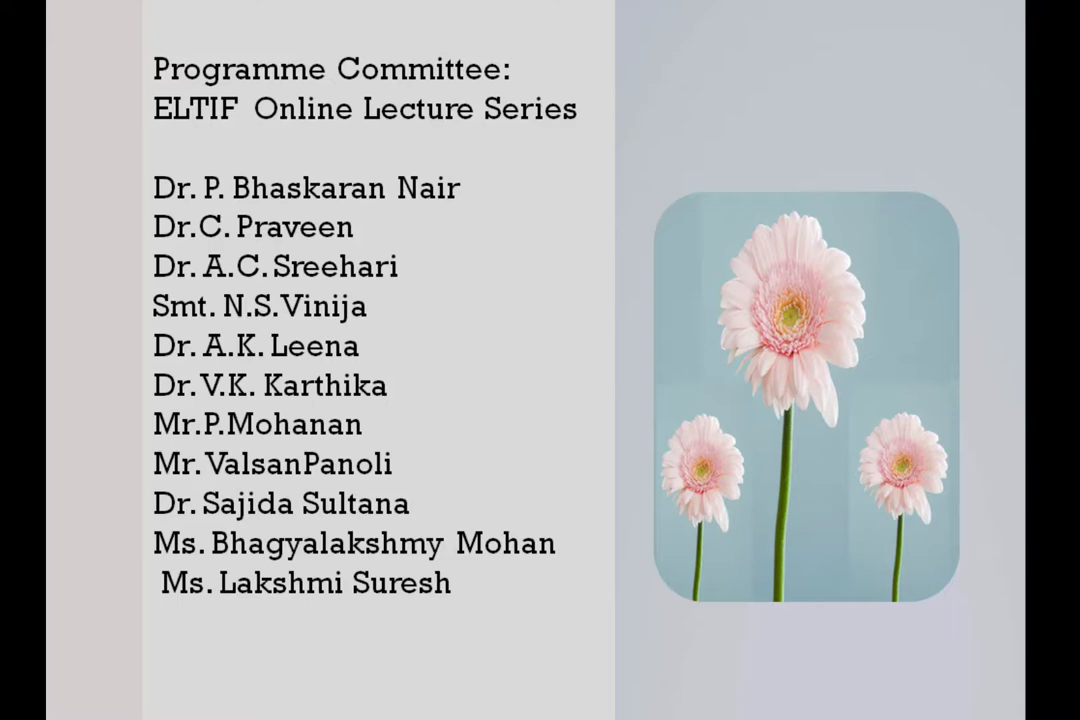 Programme Committee:
ELTIF Online Lecture Series
Dr. P. Bhaskaran Nair
Dr.C. Praveen
Dr. A.C. Sreehari
Smt. N.S.Vinija
Dr. A.K. Leena
Dr. V.K. Karthika
Mr.P.Mohanan
Mr. ValsanPanoli
Dr. Sajida Sultana
Ms. Bhagyalakshmy Mohan
Ms. Lakshmi Suresh